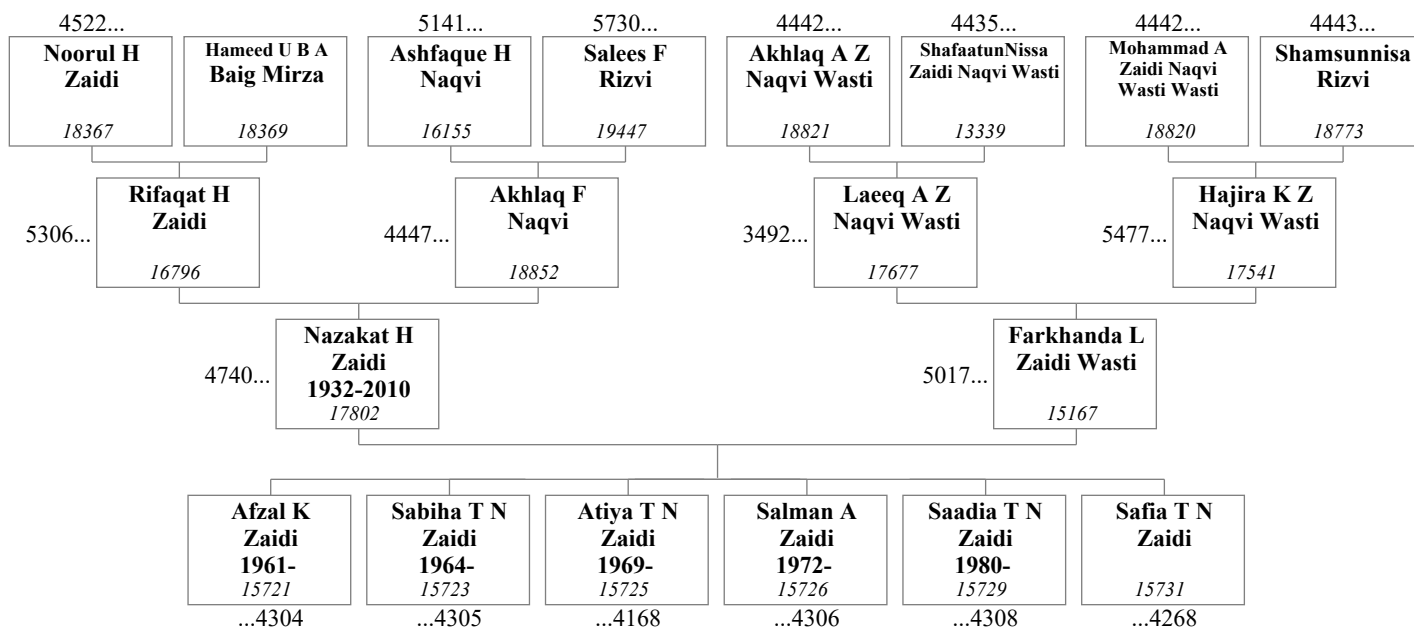 4522...
5141...
5730...
4442...
4435...
4442...
4443...
Noorul H
Zaidi
18367
Hameed U B A
Baig Mirza
18369
Ashfaque H
Naqvi
16155
Salees F
Rizvi
19447
Akhlaq A Z
Naqvi Wasti
18821
ShafaatunNissa
Zaidi Naqvi Wasti
13339
Mohammad A
Zaidi Naqvi
Wasti Wasti
18820
Shamsunnisa
Rizvi
18773
5306...
Rifaqat H
Zaidi
16796
4447...
Akhlaq F
Naqvi
18852
3492...
Laeeq A Z
Naqvi Wasti
17677
5477...
Hajira K Z
Naqvi Wasti
17541
4740...
Nazakat H
Zaidi
1932-2010
17802
5017...
Farkhanda L
Zaidi Wasti
15167
Afzal K
Zaidi
1961-
15721
...4304
Sabiha T N
Zaidi
1964-
15723
...4305
Atiya T N
Zaidi
1969-
15725
...4168
Salman A
Zaidi
1972-
15726
...4306
Saadia T N
Zaidi
1980-
15729
...4308
Safia T N
Zaidi
15731
...4268